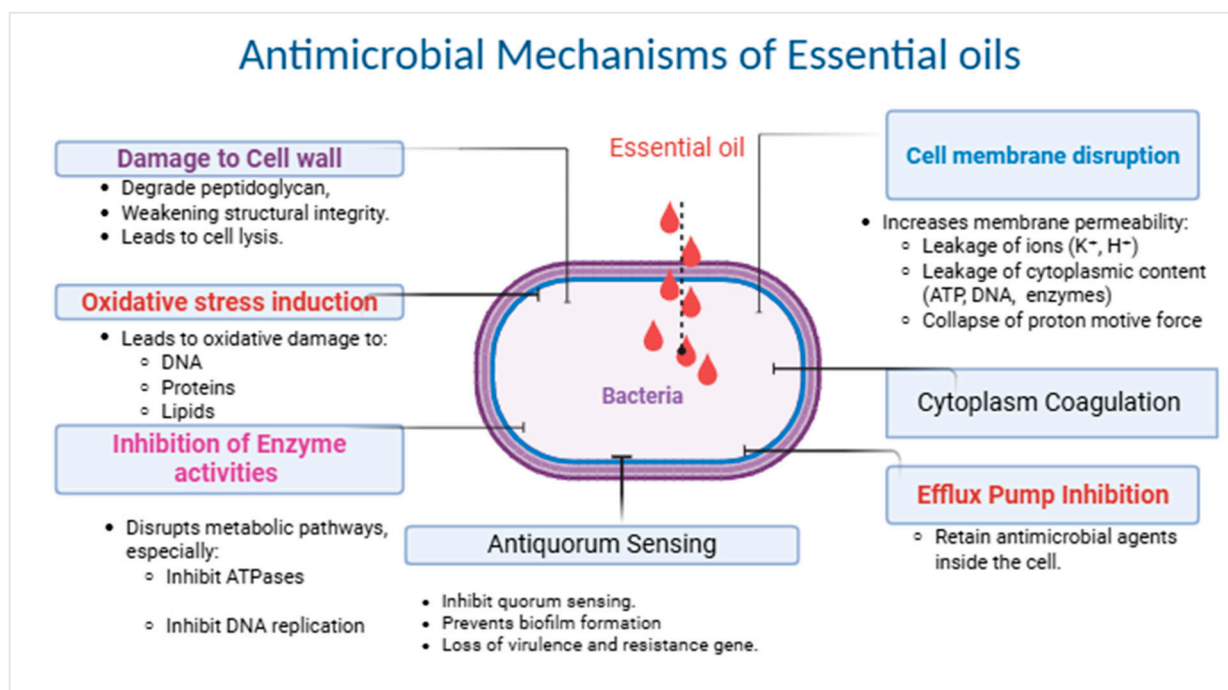 Antimicrobial Mechanisms of Essential oils
Damage to Cell wall
• Degrade peptidoglycan,
• Weakening structural integrity.
• Leads to cell lysis.
Oxidative stress induction
• Leads to oxidative damage to:
◦ DNA
◦ Proteins
◦ Lipids
Inhibition of Enzyme
activities
• Disrupts metabolic pathways,
especially:
◦ Inhibit ATPases
◦ Inhibit DNA replication
Essential oil
Bacteria
Antiquorum Sensing
• Inhibit quorum sensing.
• Prevents biofilm formation
• Loss of virulence and resistance gene.
Cell membrane disruption
• Increases membrane permeability:
◦ Leakage of ions (K⁺, H⁺)
◦ Leakage of cytoplasmic content
(ATP, DNA, enzymes)
◦ Collapse of proton motive force
Cytoplasm Coagulation
Efflux Pump Inhibition
◦ Retain antimicrobial agents
inside the cell.